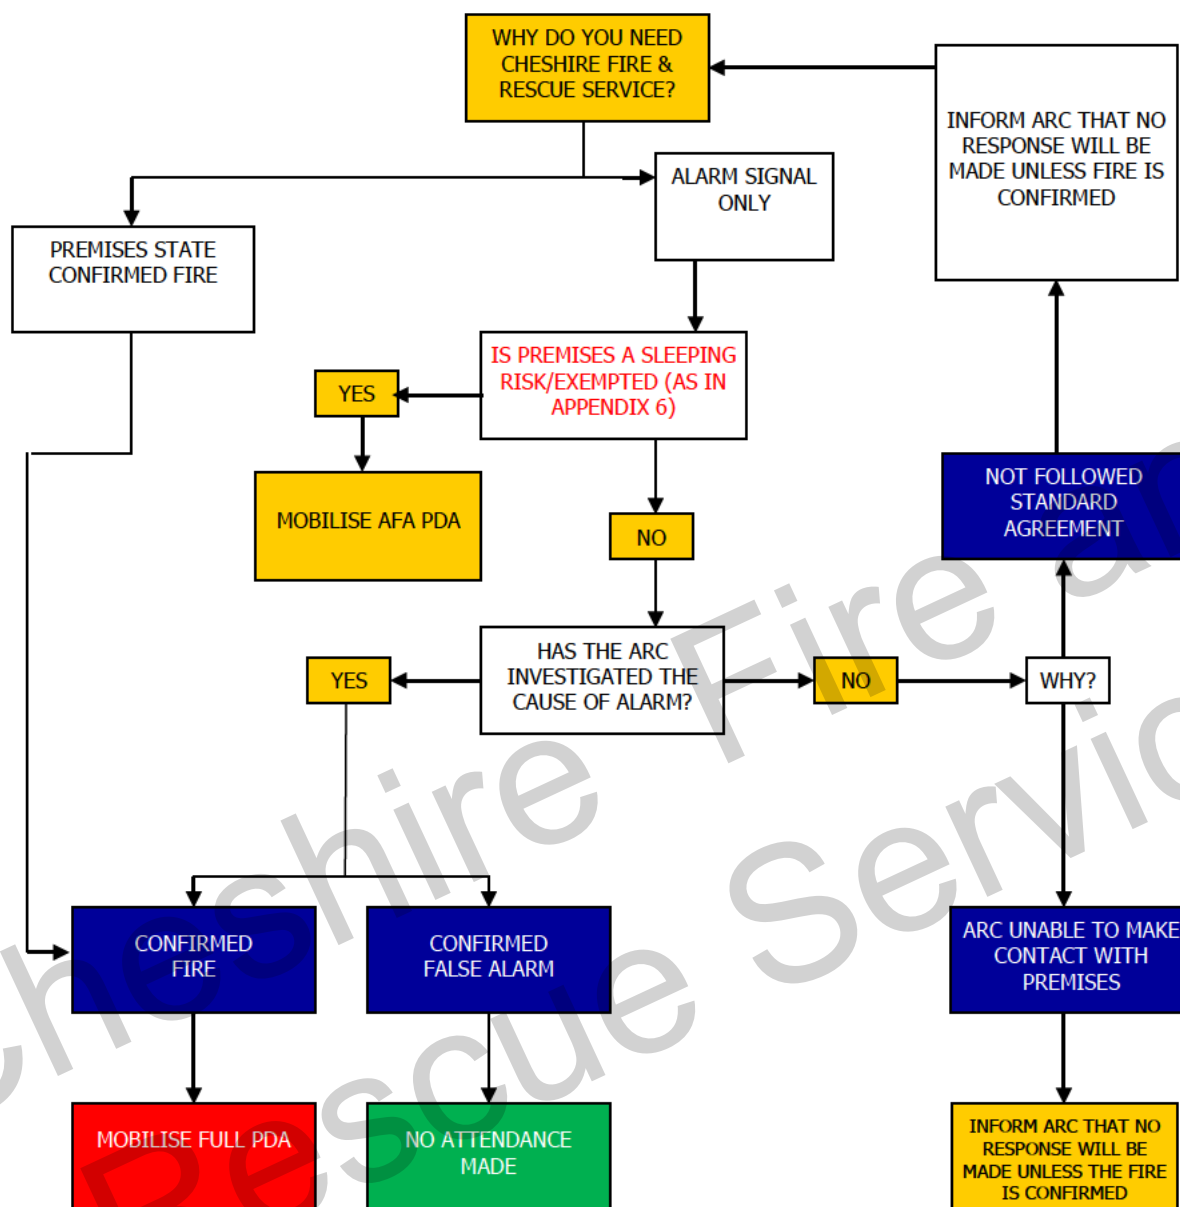 WHY DO YOU NEED
CHESHIRE FIRE &
RESCUE SERVICE?
INFORM ARC THAT NO
RESPONSE WILL BE
MADE UNLESS FIRE IS
CONFIRMED
ALARM SIGNAL
ONLY
PREMISES STATE
CONFIRMED FIRE
IS PREMISES A SLEEPING
RISK/EXEMPTED (AS IN
APPENDIX 6)
YES
MOBILISE AFA PDA
NO
NOT FOLLOWED
STANDARD
AGREEMENT
HAS THE ARC
INVESTIGATED THE
CAUSE OF ALARM?
YES
NO
WHY?
CONFIRMED
FIRE
CONFIRMED
FALSE ALARM
ARC UNABLE TO MAKE
CONTACT WITH
PREMISES
MOBILISE FULL PDA
NO ATTENDANCE
MADE
INFORM ARC THAT NO
RESPONSE WILL BE
MADE UNLESS THE FIRE
IS CONFIRMED
Cheshire Fire an
Rescue Servic